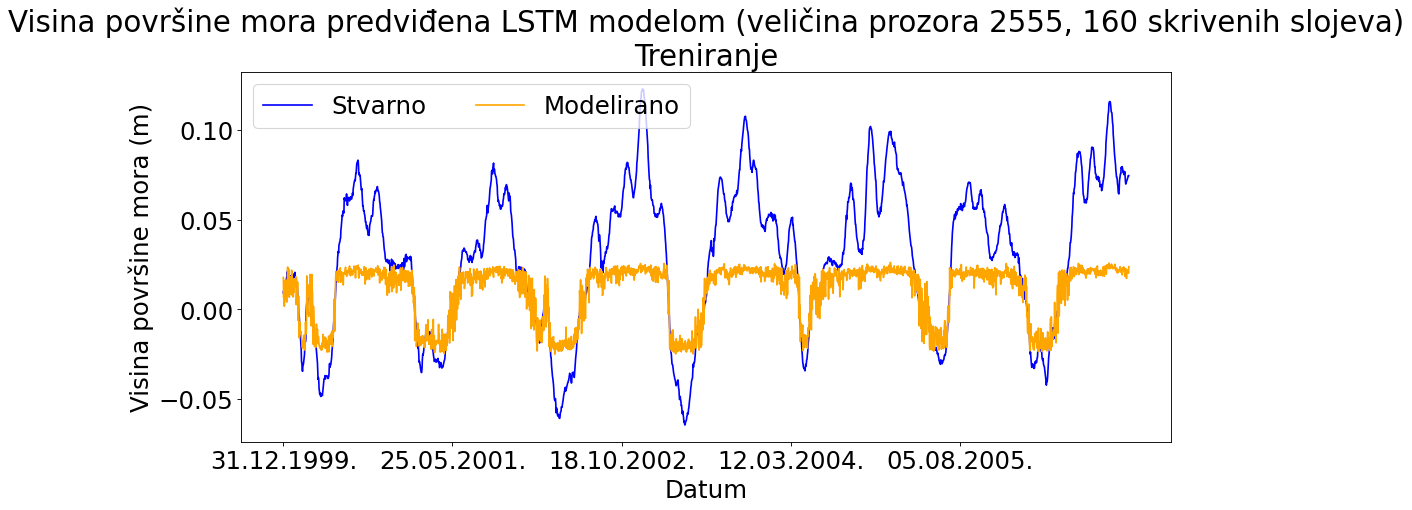 Visina površine mora predviđena LSTM modelom (veličina prozora 2555, 160 skrivenih slojeva)
Treniranje
Stvarno Modelirano
Visina površine mora (m)
0.10
0.05
0.00
−0.05
31.12.1999. 25.05.2001. 18.10.2002. 12.03.2004. 05.08.2005.
Datum